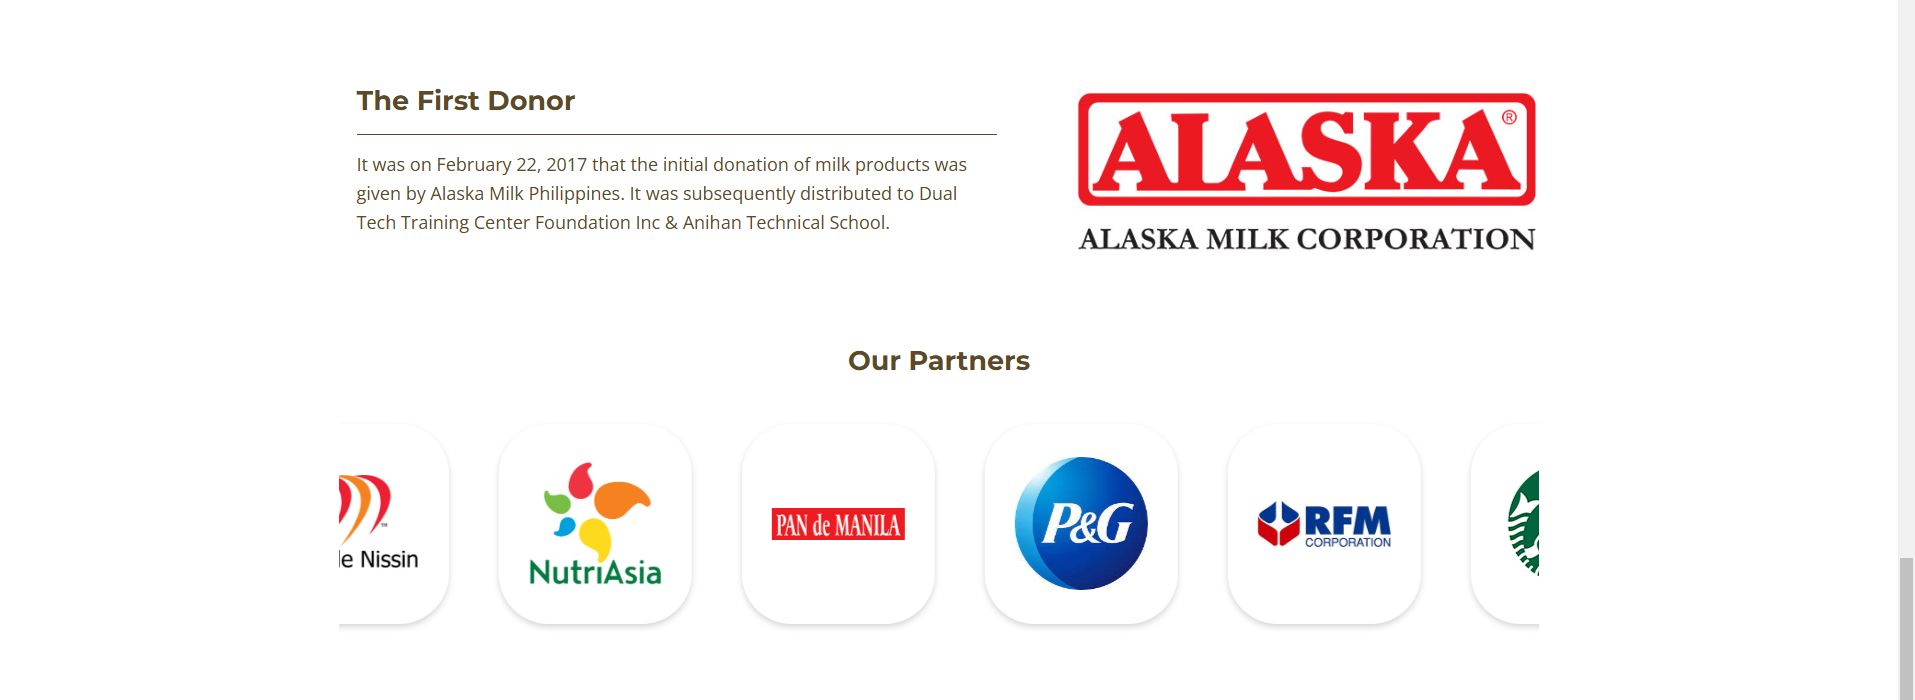 The First Donor
It was on February 22, 2017 that the initial donation of milk products was
given by Alaska Milk Philippines. It was subsequently distributed to Dual
Tech Training Center Foundation Inc & Anihan Technical School.
ALASKA®
ALASKA MILK CORPORATION
Our Partners
Nissin ™
NutriAsia
PAN de MANILA
P&G
RFM
CORPORATION